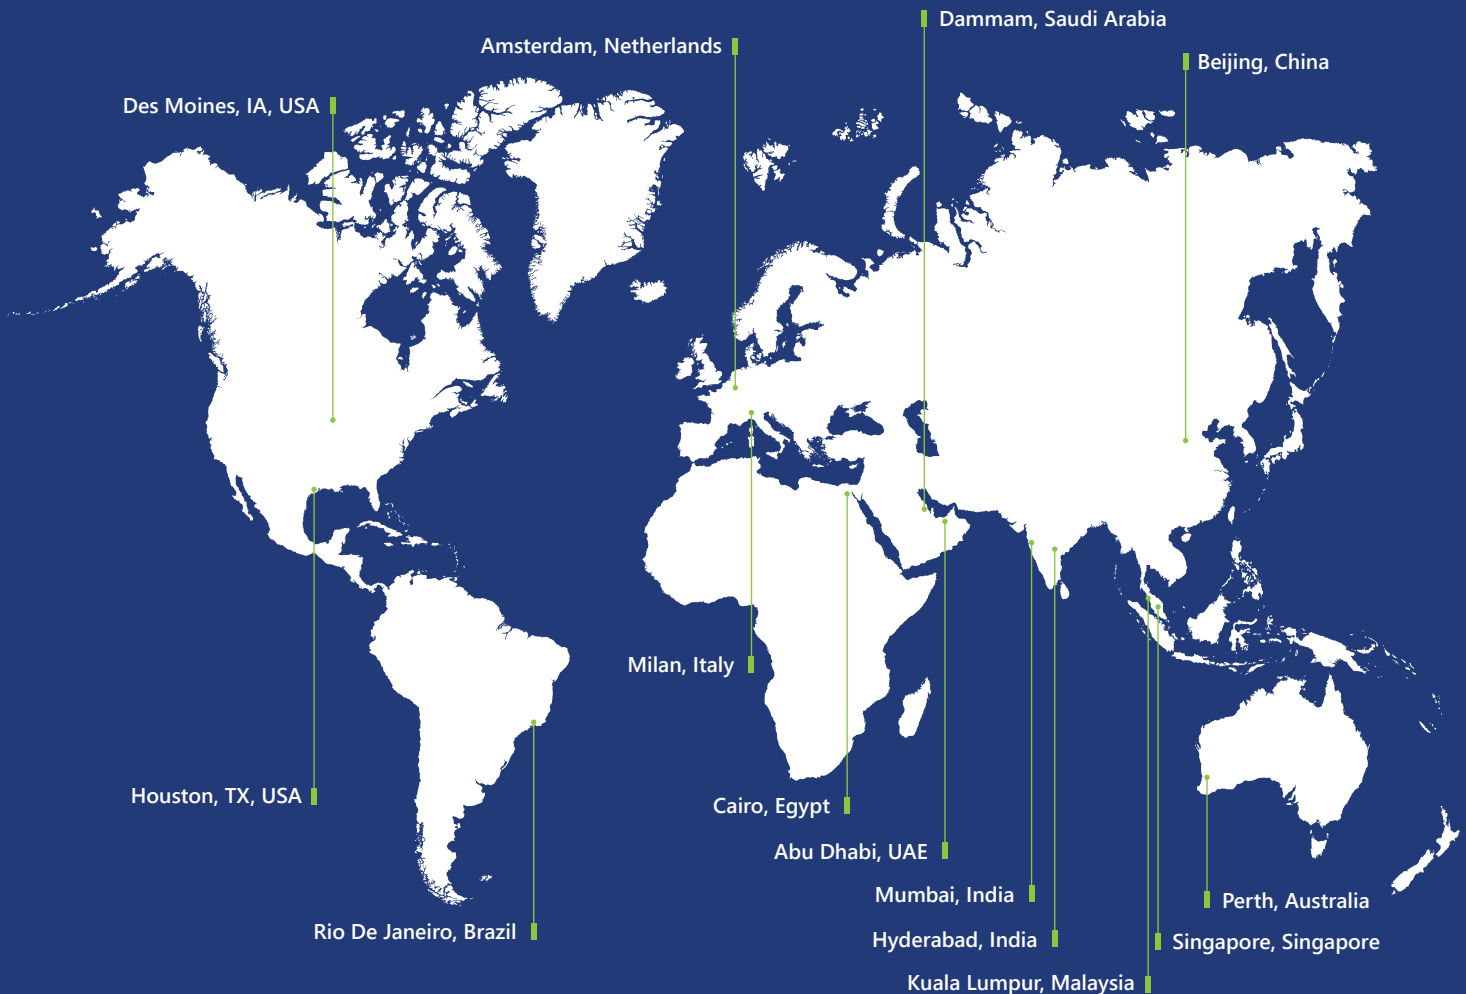 Dammam, Saudi Arabia
Amsterdam, Netherlands
Beijing, China
Des Moines, IA, USA
Milan, Italy
Houston, TX, USA
Cairo, Egypt
Abu Dhabi, UAE
Mumbai, India
Perth, Australia
Rio De Janeiro, Brazil
Hyderabad, India
Singapore, Singapore
Kuala Lumpur, Malaysia